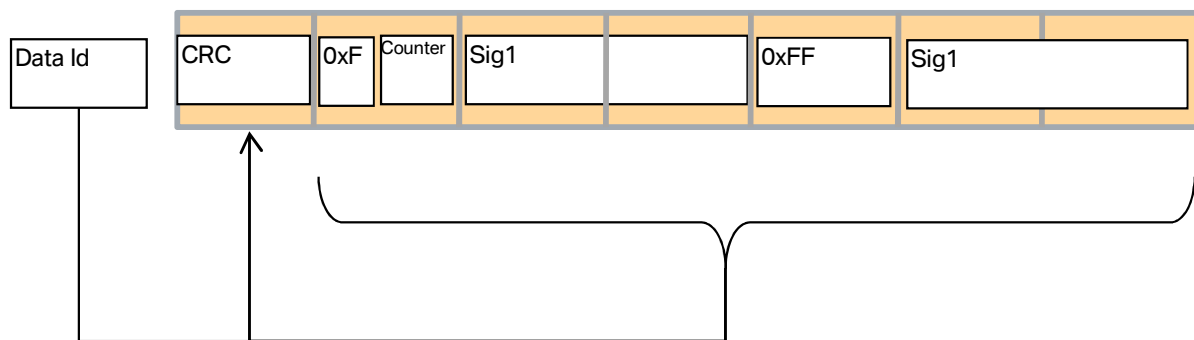 Data Id
CRC
0xF
Counter
Sig1
0xFF
Sig1